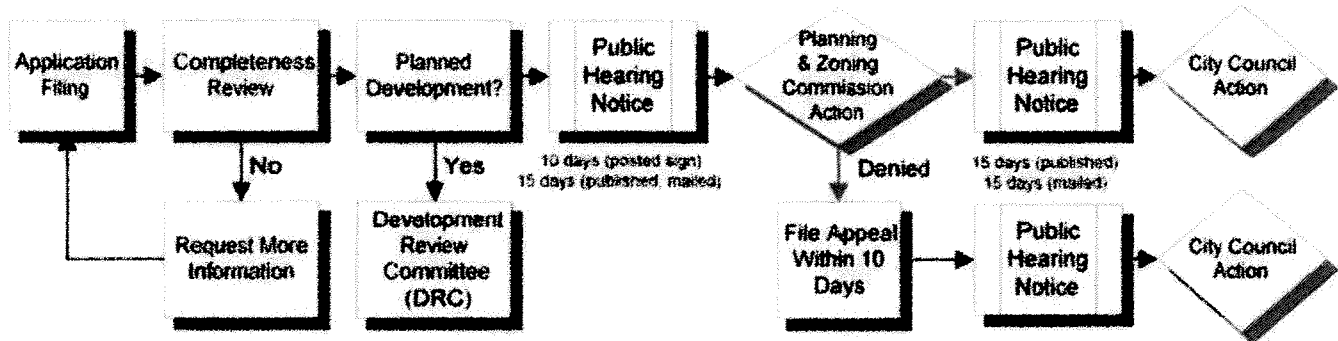 Application
Filing
Completeness
Review
Planned
Development?
Public
Hearing
Notice
Planning
& Zoning
Commission
Action
Public
Hearing
Notice
City Council
Action
No
Yes
10 days (posted sign)
15 days (published, mailed)
Denied
15 days (published)
15 days (mailed)
Request More
Information
Development
Review
Committee
(DRC)
File Appeal
Within 10
Days
Public
Hearing
Notice
City Council
Action